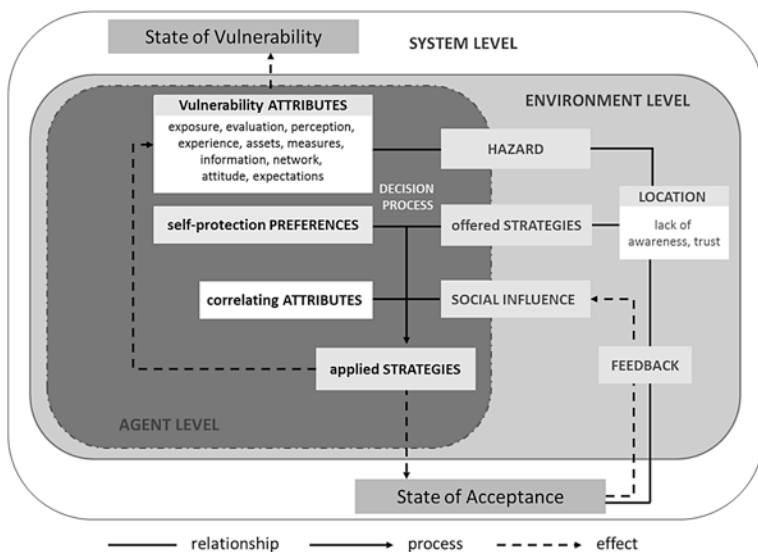 State of Vulnerability
SYSTEM LEVEL
Vulnerability ATTRIBUTES
exposure, evaluation, perception,
experience, assets, measures,
information, network,
attitude, expectations
ENVIRONMENT LEVEL
HAZARD
DECISION
PROCESS
LOCATION
lack of
awareness, trust
self-protection PREFERENCES
offered STRATEGIES
correlating ATTRIBUTES
SOCIAL INFLUENCE
applied STRATEGIES
FEEDBACK
AGENT LEVEL
State of Acceptance
relationship
process
effect